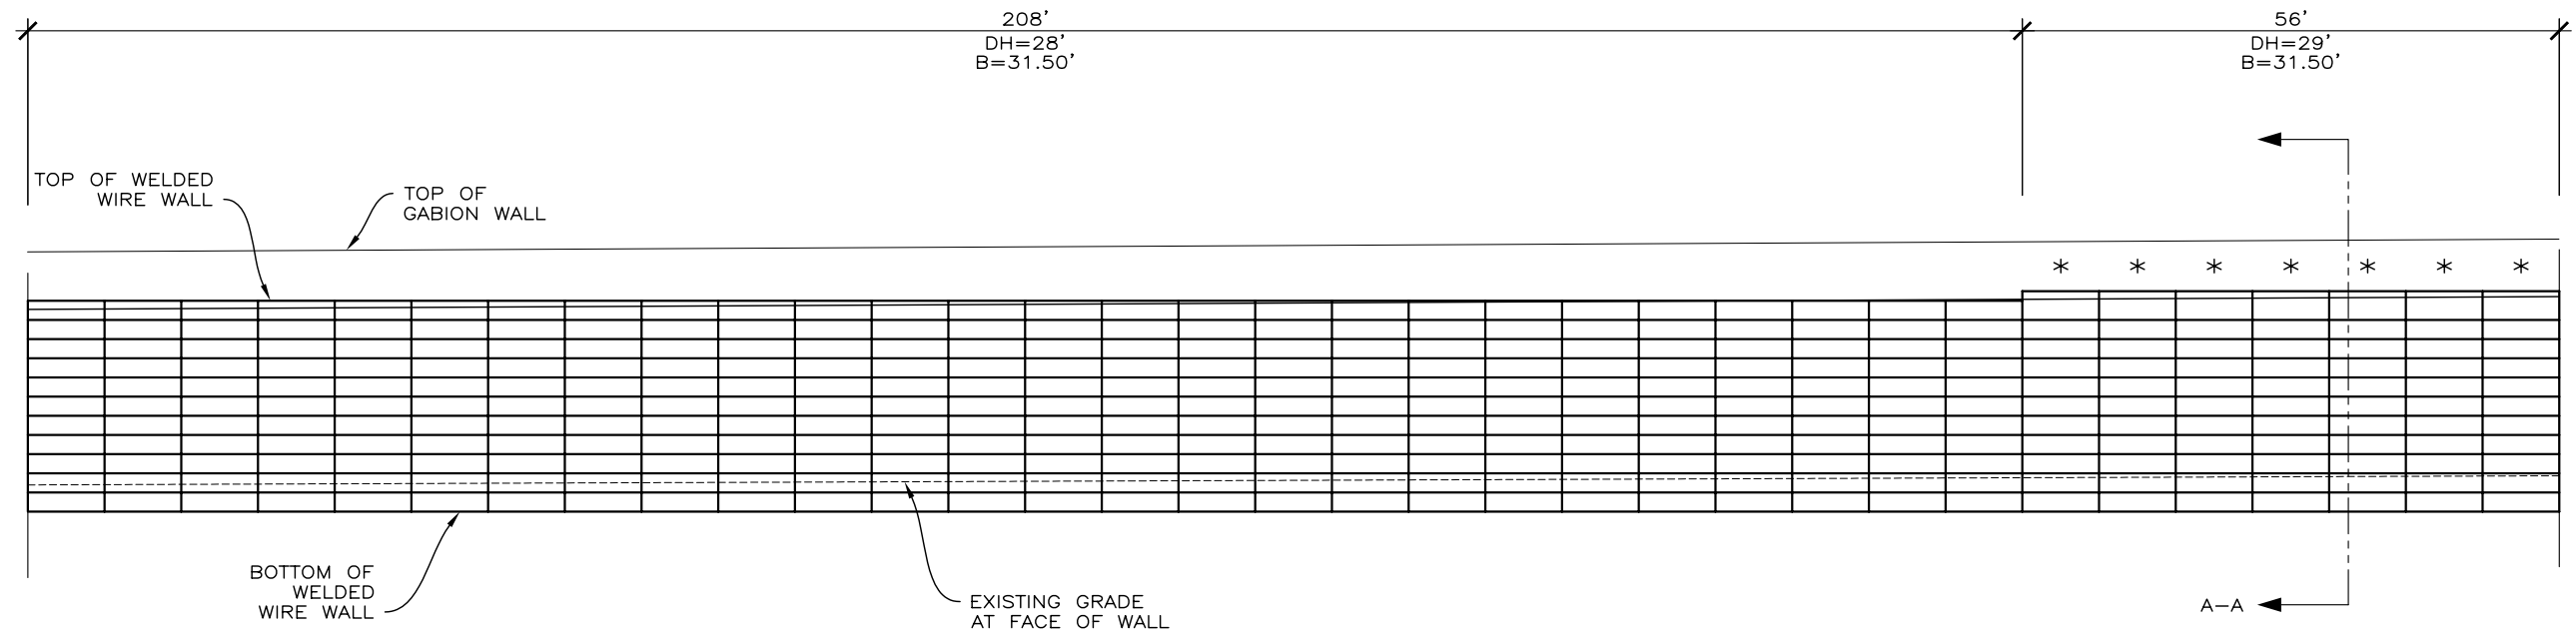 208'
DH=28'
B=31.50'
56'
DH=29'
B=31.50'
TOP OF WELDED
WIRE WALL
TOP OF
GABION WALL
* * * * * * *
BOTTOM OF
WELDED
WIRE WALL
EXISTING GRADE
AT FACE OF WALL
A-A